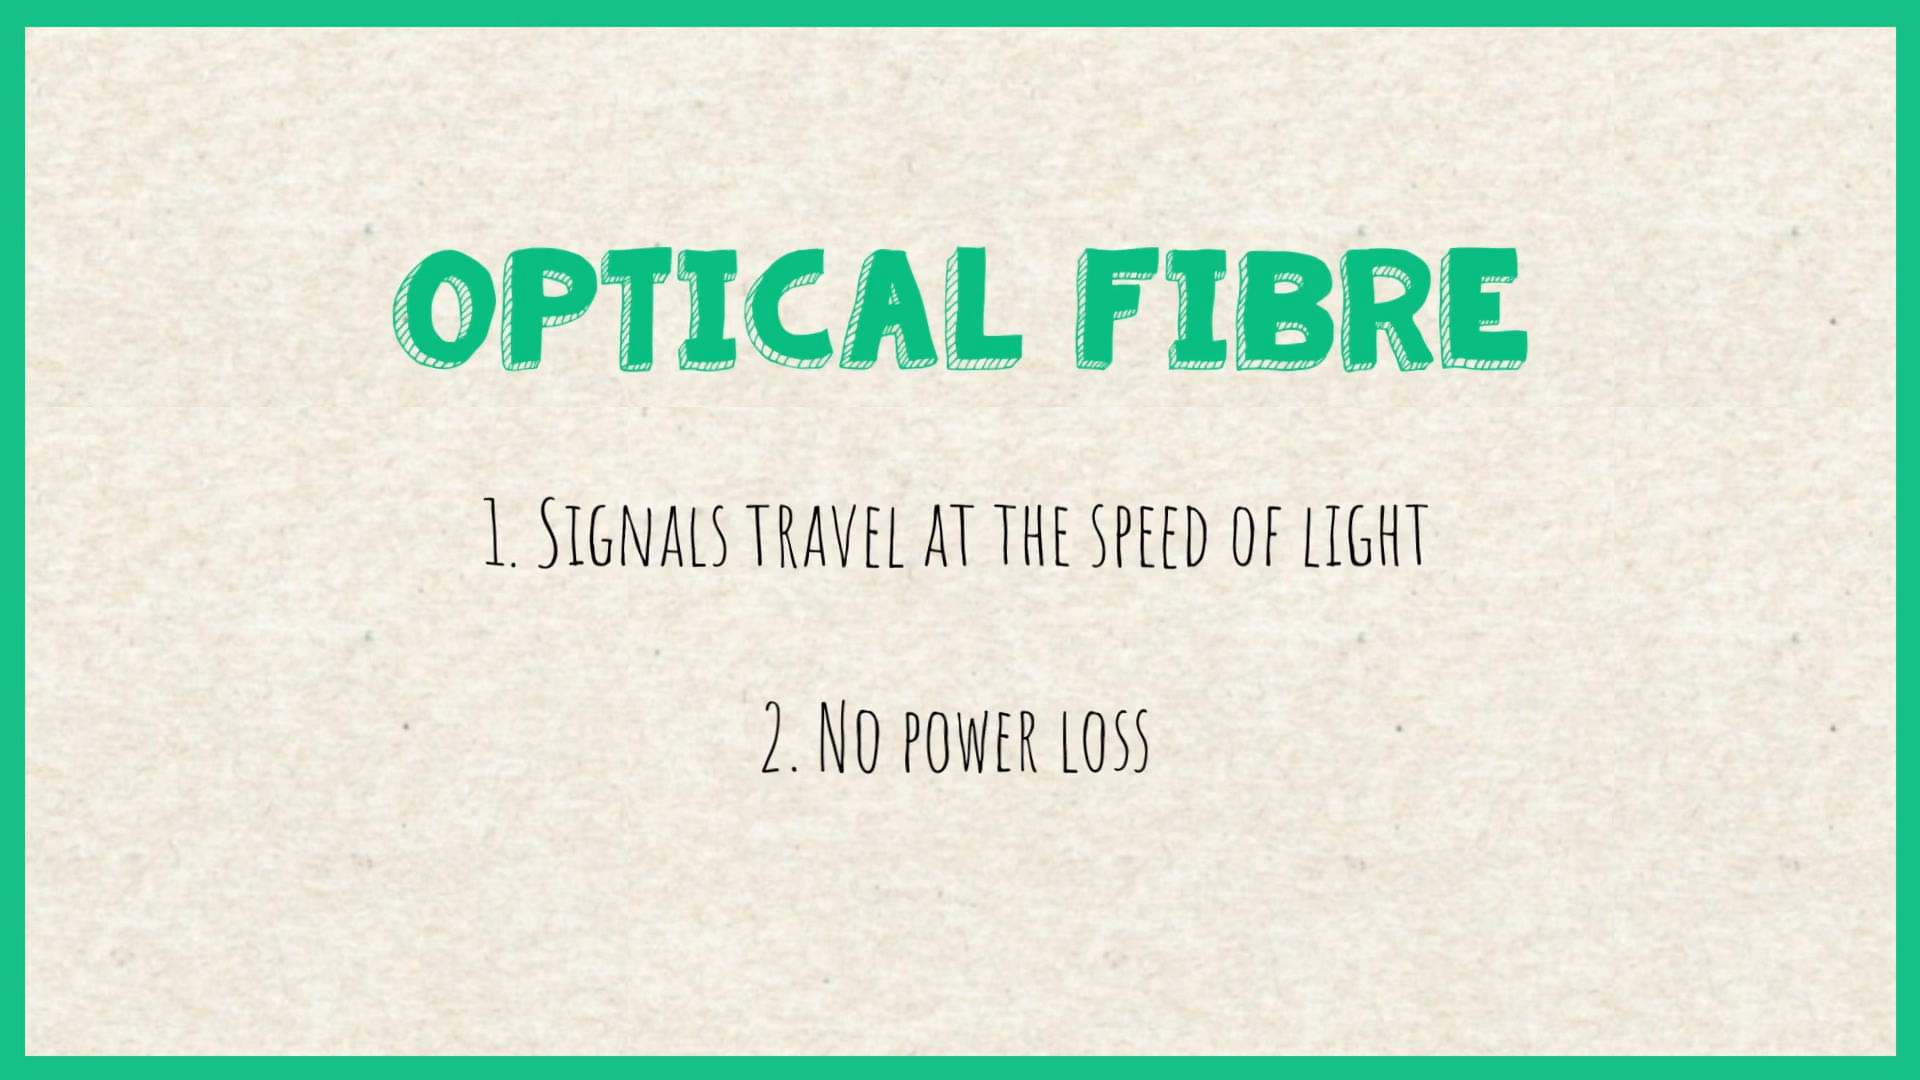 OPTICAL FIBRE
1. Signals travel at the speed of light
2. No power loss